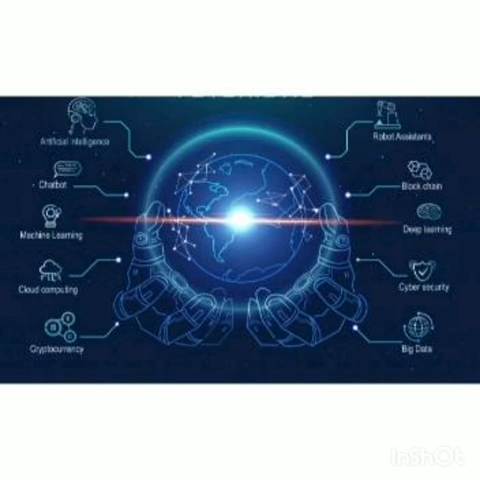 Artificial intelligence
Chatbot
Machine Learning
Cloud computing
Cryptocurrency
Robot Assistants
Block chain
Deep learning
Cyber security
Big Data
InShOt